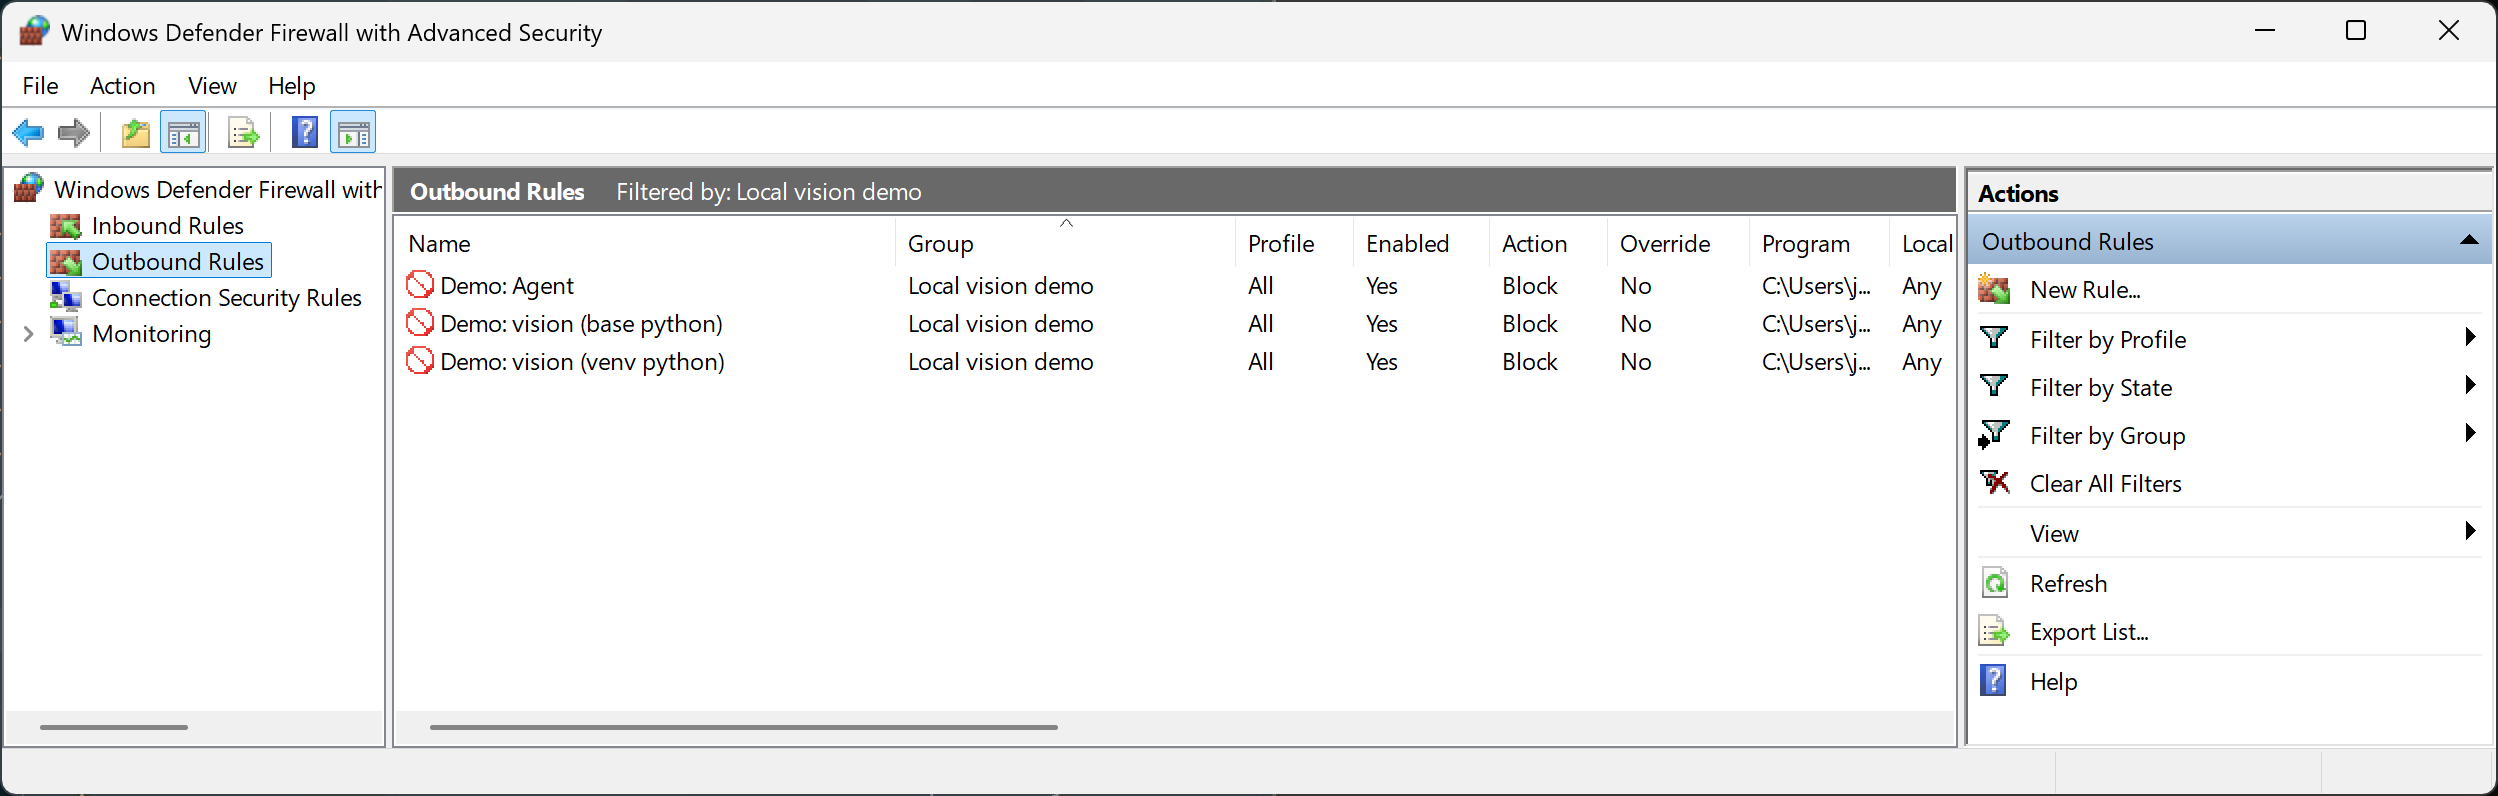 Windows Defender Firewall with Advanced Security
File Action View Help
Windows Defender Firewall with
Inbound Rules
Outbound Rules
Connection Security Rules
Monitoring
Outbound Rules Filtered by: Local vision demo
Name Group Profile Enabled Action Override Program Local
Demo: Agent Local vision demo All Yes Block No C:\Users\j... Any
Demo: vision (base python) Local vision demo All Yes Block No C:\Users\j... Any
Demo: vision (venv python) Local vision demo All Yes Block No C:\Users\j... Any
Actions
Outbound Rules
New Rule...
Filter by Profile
Filter by State
Filter by Group
Clear All Filters
View
Refresh
Export List...
Help